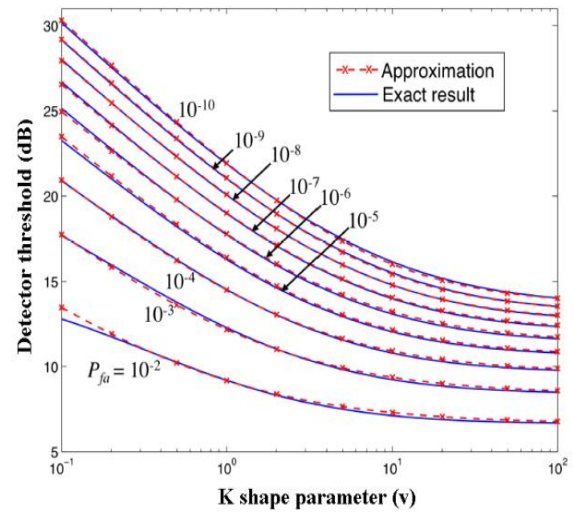 30
25
20
15
10
5
Detector threshold (dB)
Approximation
Exact result
10⁻¹⁰
10⁻⁹
10⁻⁸
10⁻⁷
10⁻⁶
10⁻⁵
10⁻⁴
10⁻³
P_fa = 10⁻²
10⁻¹ 10⁰ 10¹ 10²
K shape parameter (v)